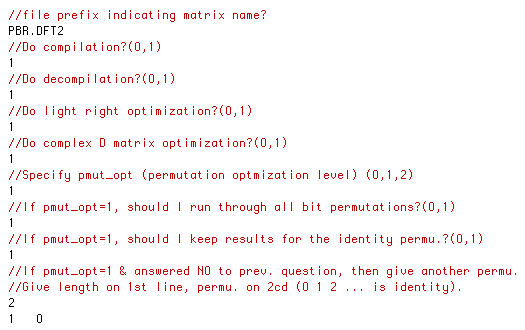 //file prefix indicating matrix name?
PBR.DFT2
//Do compilation?(0,1)
1
//Do decompilation?(0,1)
1
//Do light right optimization?(0,1)
1
//Do complex D matrix optimization?(0,1)
1
//Specify pmut_opt (permutation optmization level) (0,1,2)
1
//If pmut_opt=1, should I run through all bit permutations?(0,1)
1
//If pmut_opt=1, should I keep results for the identity permu.?(0,1)
1
//If pmut_opt=1 & answered NO to prev. question, then give another permu.
//Give length on 1st line, permu. on 2cd (0 1 2 ... is identity).
2
1   0